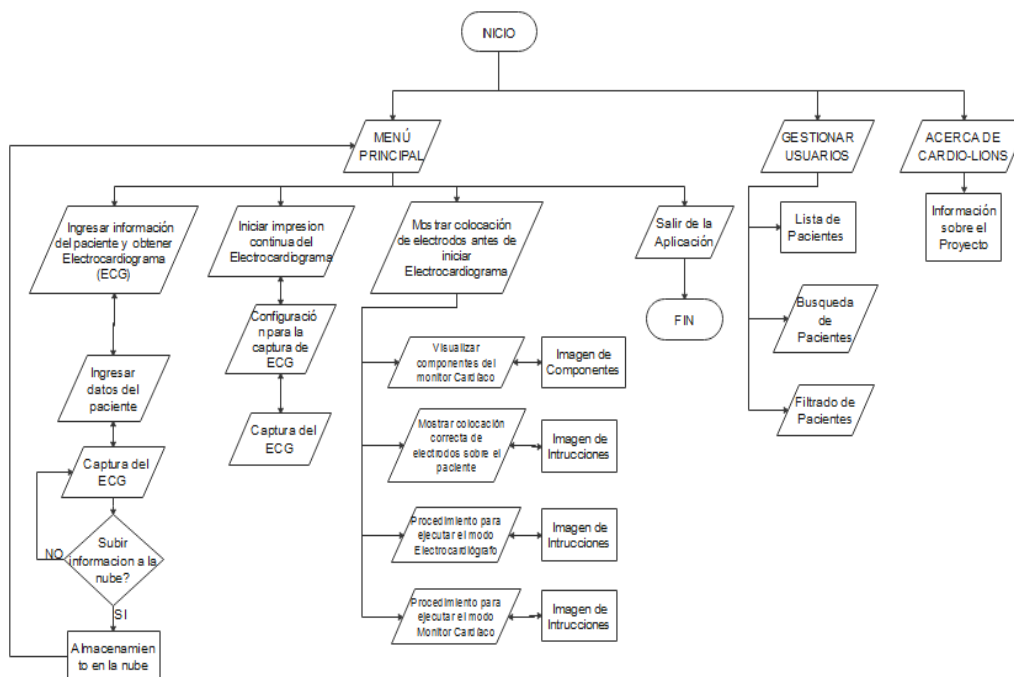 INICIO
MENÚ
PRINCIPAL
GESTIONAR
USUARIOS
ACERCA DE
CARDIO-LIONS
Ingresar información
del paciente y obtener
Electrocardiograma
(ECG)
Iniciar impresion
continua del
Electrocardiograma
Mostrar colocación
de electrodos antes de
iniciar
Electrocardiograma
Salir de la
Aplicación
Lista de
Pacientes
Información
sobre el
Proyecto
Configuració
n para la
captura de
ECG
FIN
Busqueda
de
Pacientes
Visualizar
componentes del
monitor Cardíaco
Imagen de
Componentes
Ingresar
datos del
paciente
Filtrado de
Pacientes
Captura del
ECG
Mostrar colocación
correcta de
electrodos sobre el
paciente
Imagen de
Intrucciones
Captura del
ECG
Procedimiento para
ejecutar el modo
Electrocardiógrafo
Imagen de
Intrucciones
Subir
informacion a la
nube?
NO
SI
Procedimiento para
ejecutar el modo
Monitor Cardíaco
Imagen de
Intrucciones
Almacenamien
to en la nube